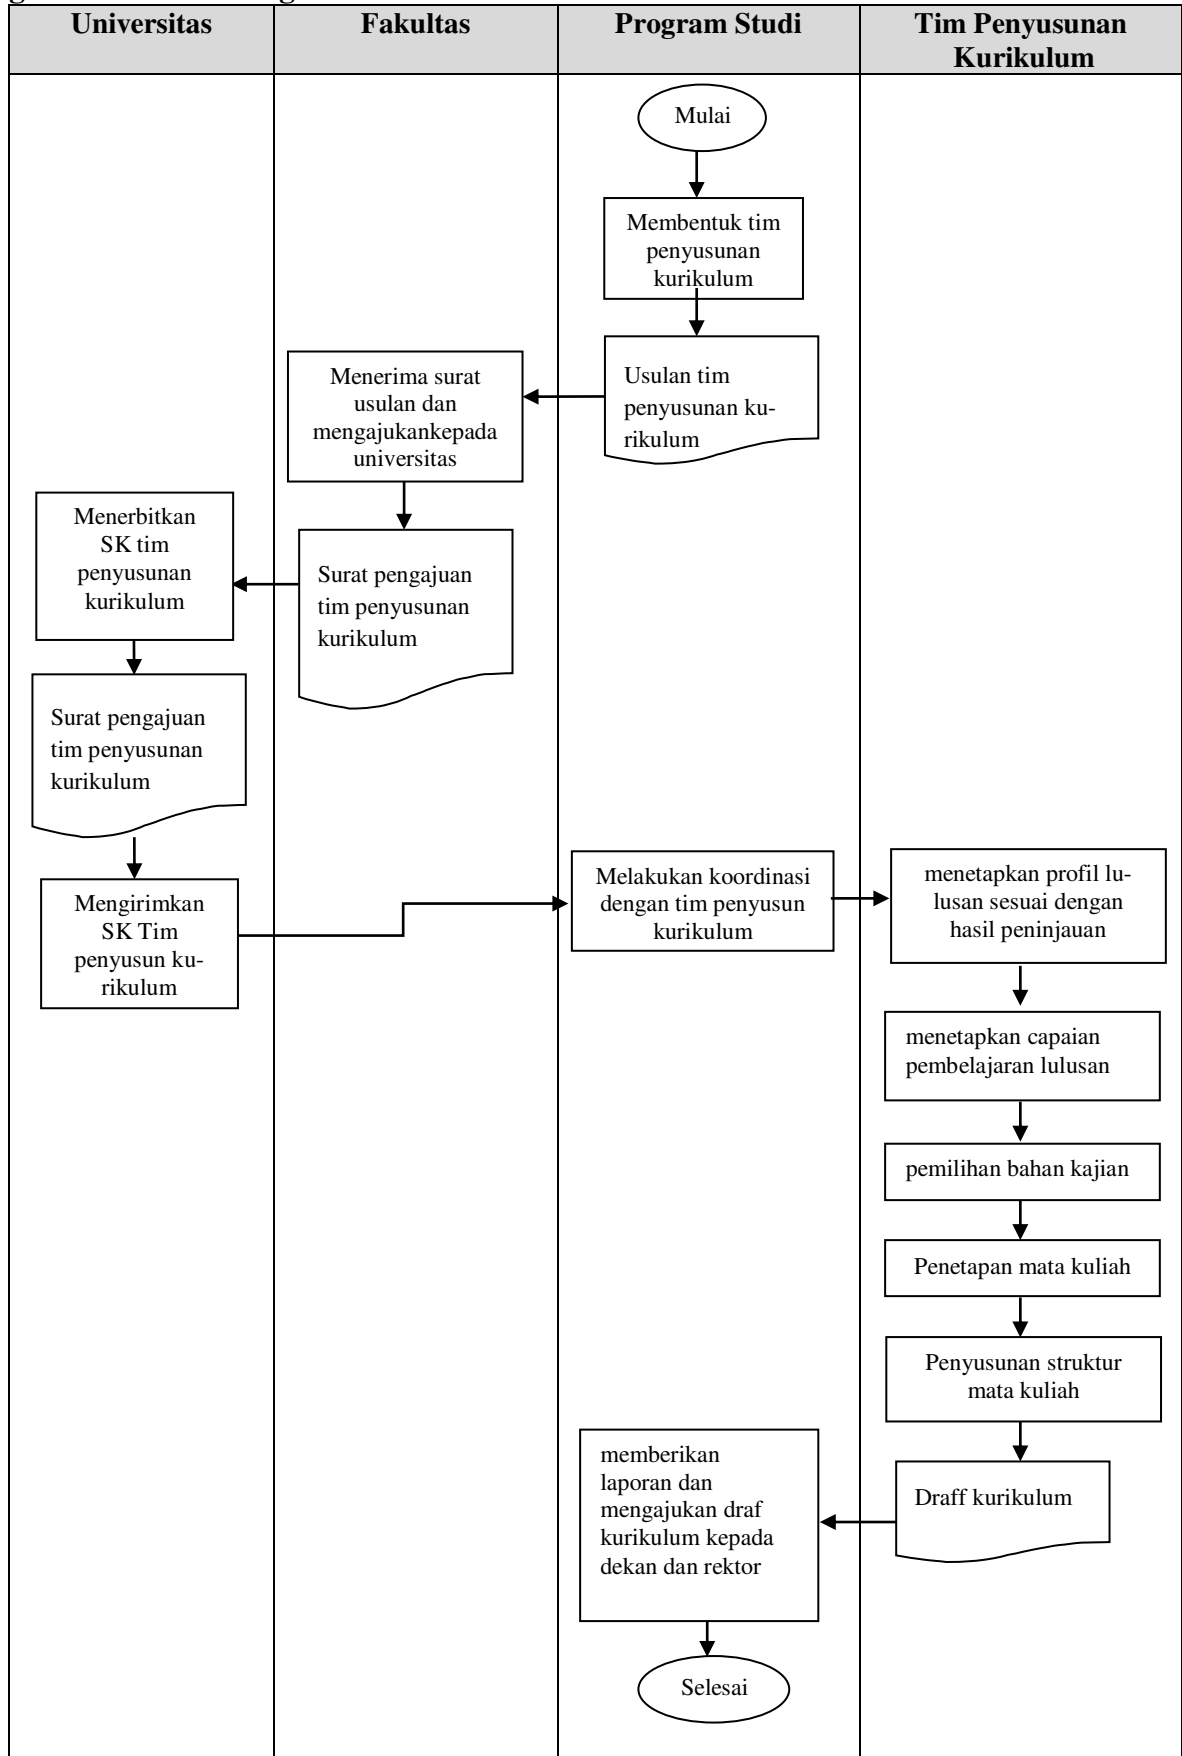 Universitas
Fakultas
Program Studi
Tim Penyusunan
Kurikulum
Mulai
Membentuk tim
penyusunan
kurikulum
Usulan tim
penyusunan ku-
rikulum
Menerima surat
usulan dan
mengajukankepada
universitas
Surat pengajuan
tim penyusunan
kurikulum
Menerbitkan
SK tim
penyusunan
kurikulum
Surat pengajuan
tim penyusunan
kurikulum
Mengirimkan
SK Tim
penyusun ku-
rikulum
Melakukan koordinasi
dengan tim penyusun
kurikulum
menetapkan profil lu-
lusan sesuai dengan
hasil peninjauan
menetapkan capaian
pembelajaran lulusan
pemilihan bahan kajian
Penetapan mata kuliah
Penyusunan struktur
mata kuliah
Draff kurikulum
memberikan
laporan dan
mengajukan draf
kurikulum kepada
dekan dan rektor
Selesai